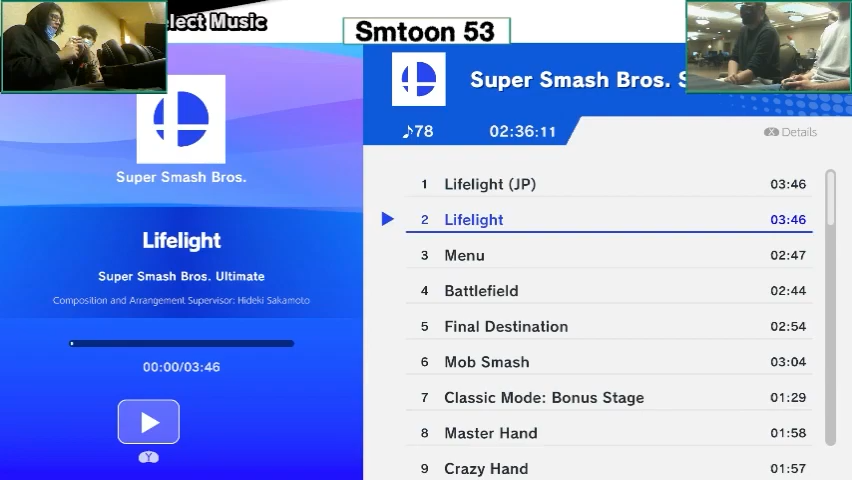 elect Music
Smtoon 53
Super Smash Bros.
Lifelight
Super Smash Bros. Ultimate
Composition and Arrangement Supervisor: Hideki Sakamoto
00:00/03:46
Y
Super Smash Bros. S
♪78 02:36:11
X Details
1 Lifelight (JP) 03:46
2 Lifelight 03:46
3 Menu 02:47
4 Battlefield 02:44
5 Final Destination 02:54
6 Mob Smash 03:04
7 Classic Mode: Bonus Stage 01:29
8 Master Hand 01:58
9 Crazy Hand 01:57